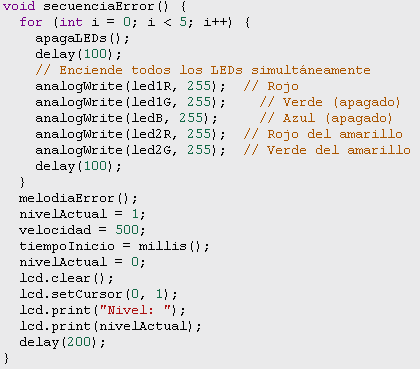 void secuenciaError() {
  for (int i = 0; i < 5; i++) {
    apagaLEDs();
    delay(100);
    // Enciende todos los LEDs simultáneamente
    analogWrite(led1R, 255);  // Rojo
    analogWrite(led1G, 255);    // Verde (apagado)
    analogWrite(ledB, 255);     // Azul (apagado)
    analogWrite(led2R, 255);  // Rojo del amarillo
    analogWrite(led2G, 255);  // Verde del amarillo
    delay(100);
  }
  melodiaError();
  nivelActual = 1;
  velocidad = 500;
  tiempoInicio = millis();
  nivelActual = 0;
  lcd.clear();
  lcd.setCursor(0, 1);
  lcd.print("Nivel: ");
  lcd.print(nivelActual);
  delay(200);
}